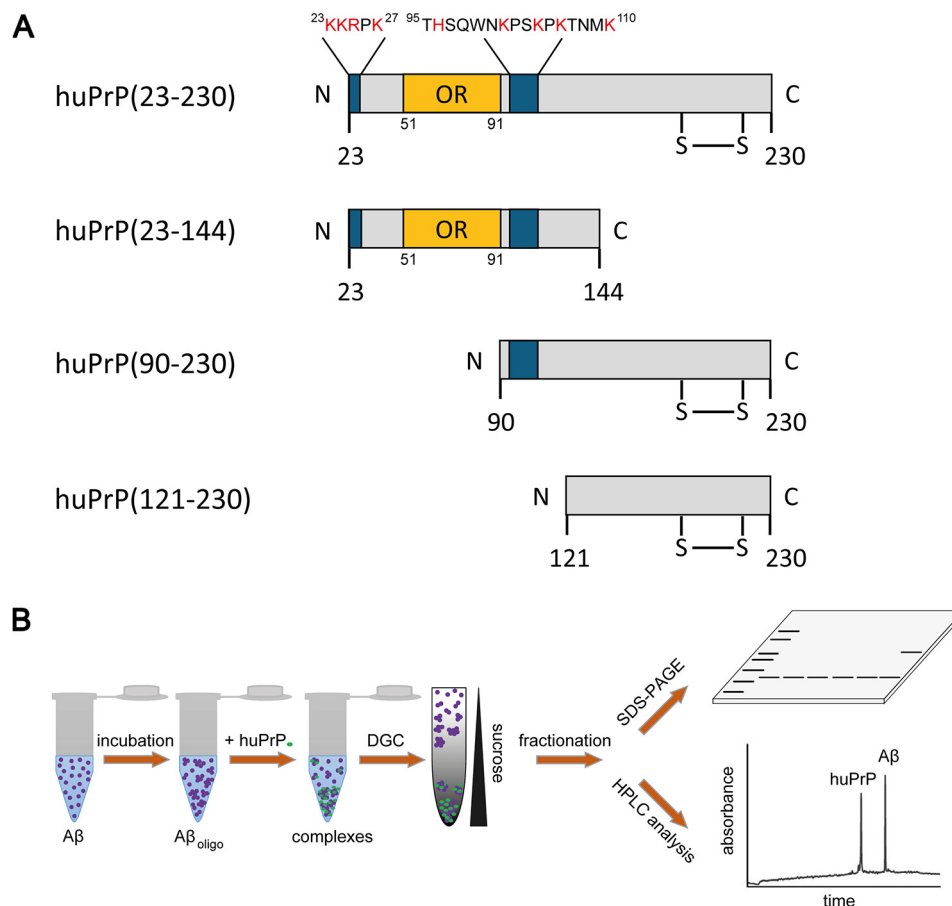 A
23KKRPK27 95THSQWNKPSKPKTNMK110
huPrP(23-230) N OR C
51 91
S S
23 230
huPrP(23-144) N OR C
51 91
23 144
huPrP(90-230) N C
S S
90 230
huPrP(121-230) N C
S S
121 230
B
SDS-PAGE
incubation + huPrP DGC sucrose fractionation
Aβ Aβoligo complexes
HPLC analysis
absorbance
huPrP Aβ
time